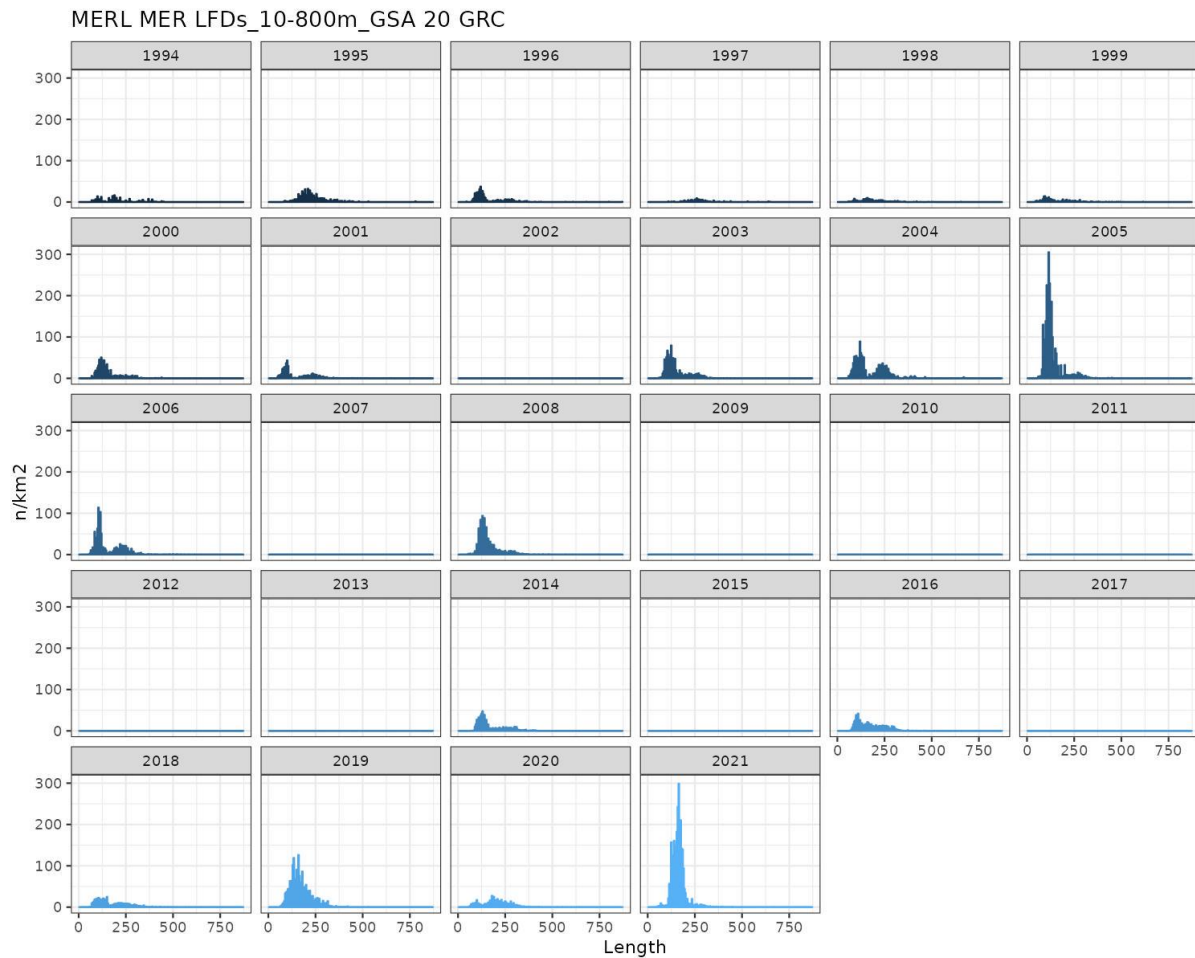 MERL MER LFDs_10-800m_GSA 20 GRC
1994 1995 1996 1997 1998 1999
300
200
100
0
2000 2001 2002 2003 2004 2005
300
200
100
0
2006 2007 2008 2009 2010 2011
300
200
100
0
n/km2
2012 2013 2014 2015 2016 2017
300
200
100
0
0 250 500 750 0 250 500 750
2018 2019 2020 2021
300
200
100
0
0 250 500 750 0 250 500 750 0 250 500 750 0 250 500 750
Length